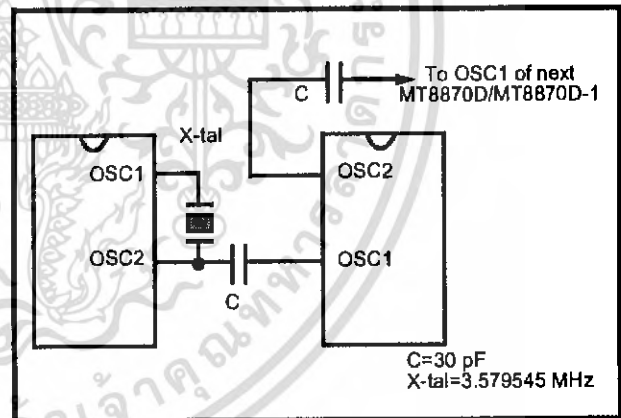 To OSC1 of next
MT8870D/MT8870D-1
C
X-tal
OSC1
OSC2
OSC2
OSC1
C
C=30 pF
X-tal=3.579545 MHz